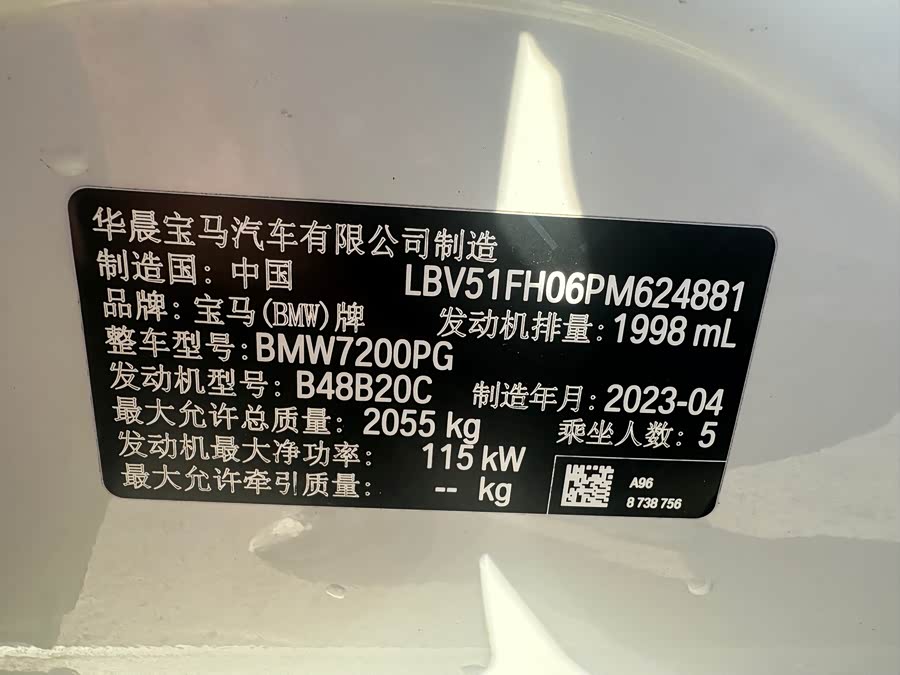 华晨宝马汽车有限公司制造
制造国: 中国 LBV51FH06PM624881
品牌: 宝马(BMW)牌 发动机排量: 1998 mL
整车型号: BMW7200PG
发动机型号: B48B20C 制造年月: 2023-04
最大允许总质量: 2055 kg 乘坐人数: 5
发动机最大净功率: 115 kW
最大允许牵引质量: -- kg
A96
8 738 756